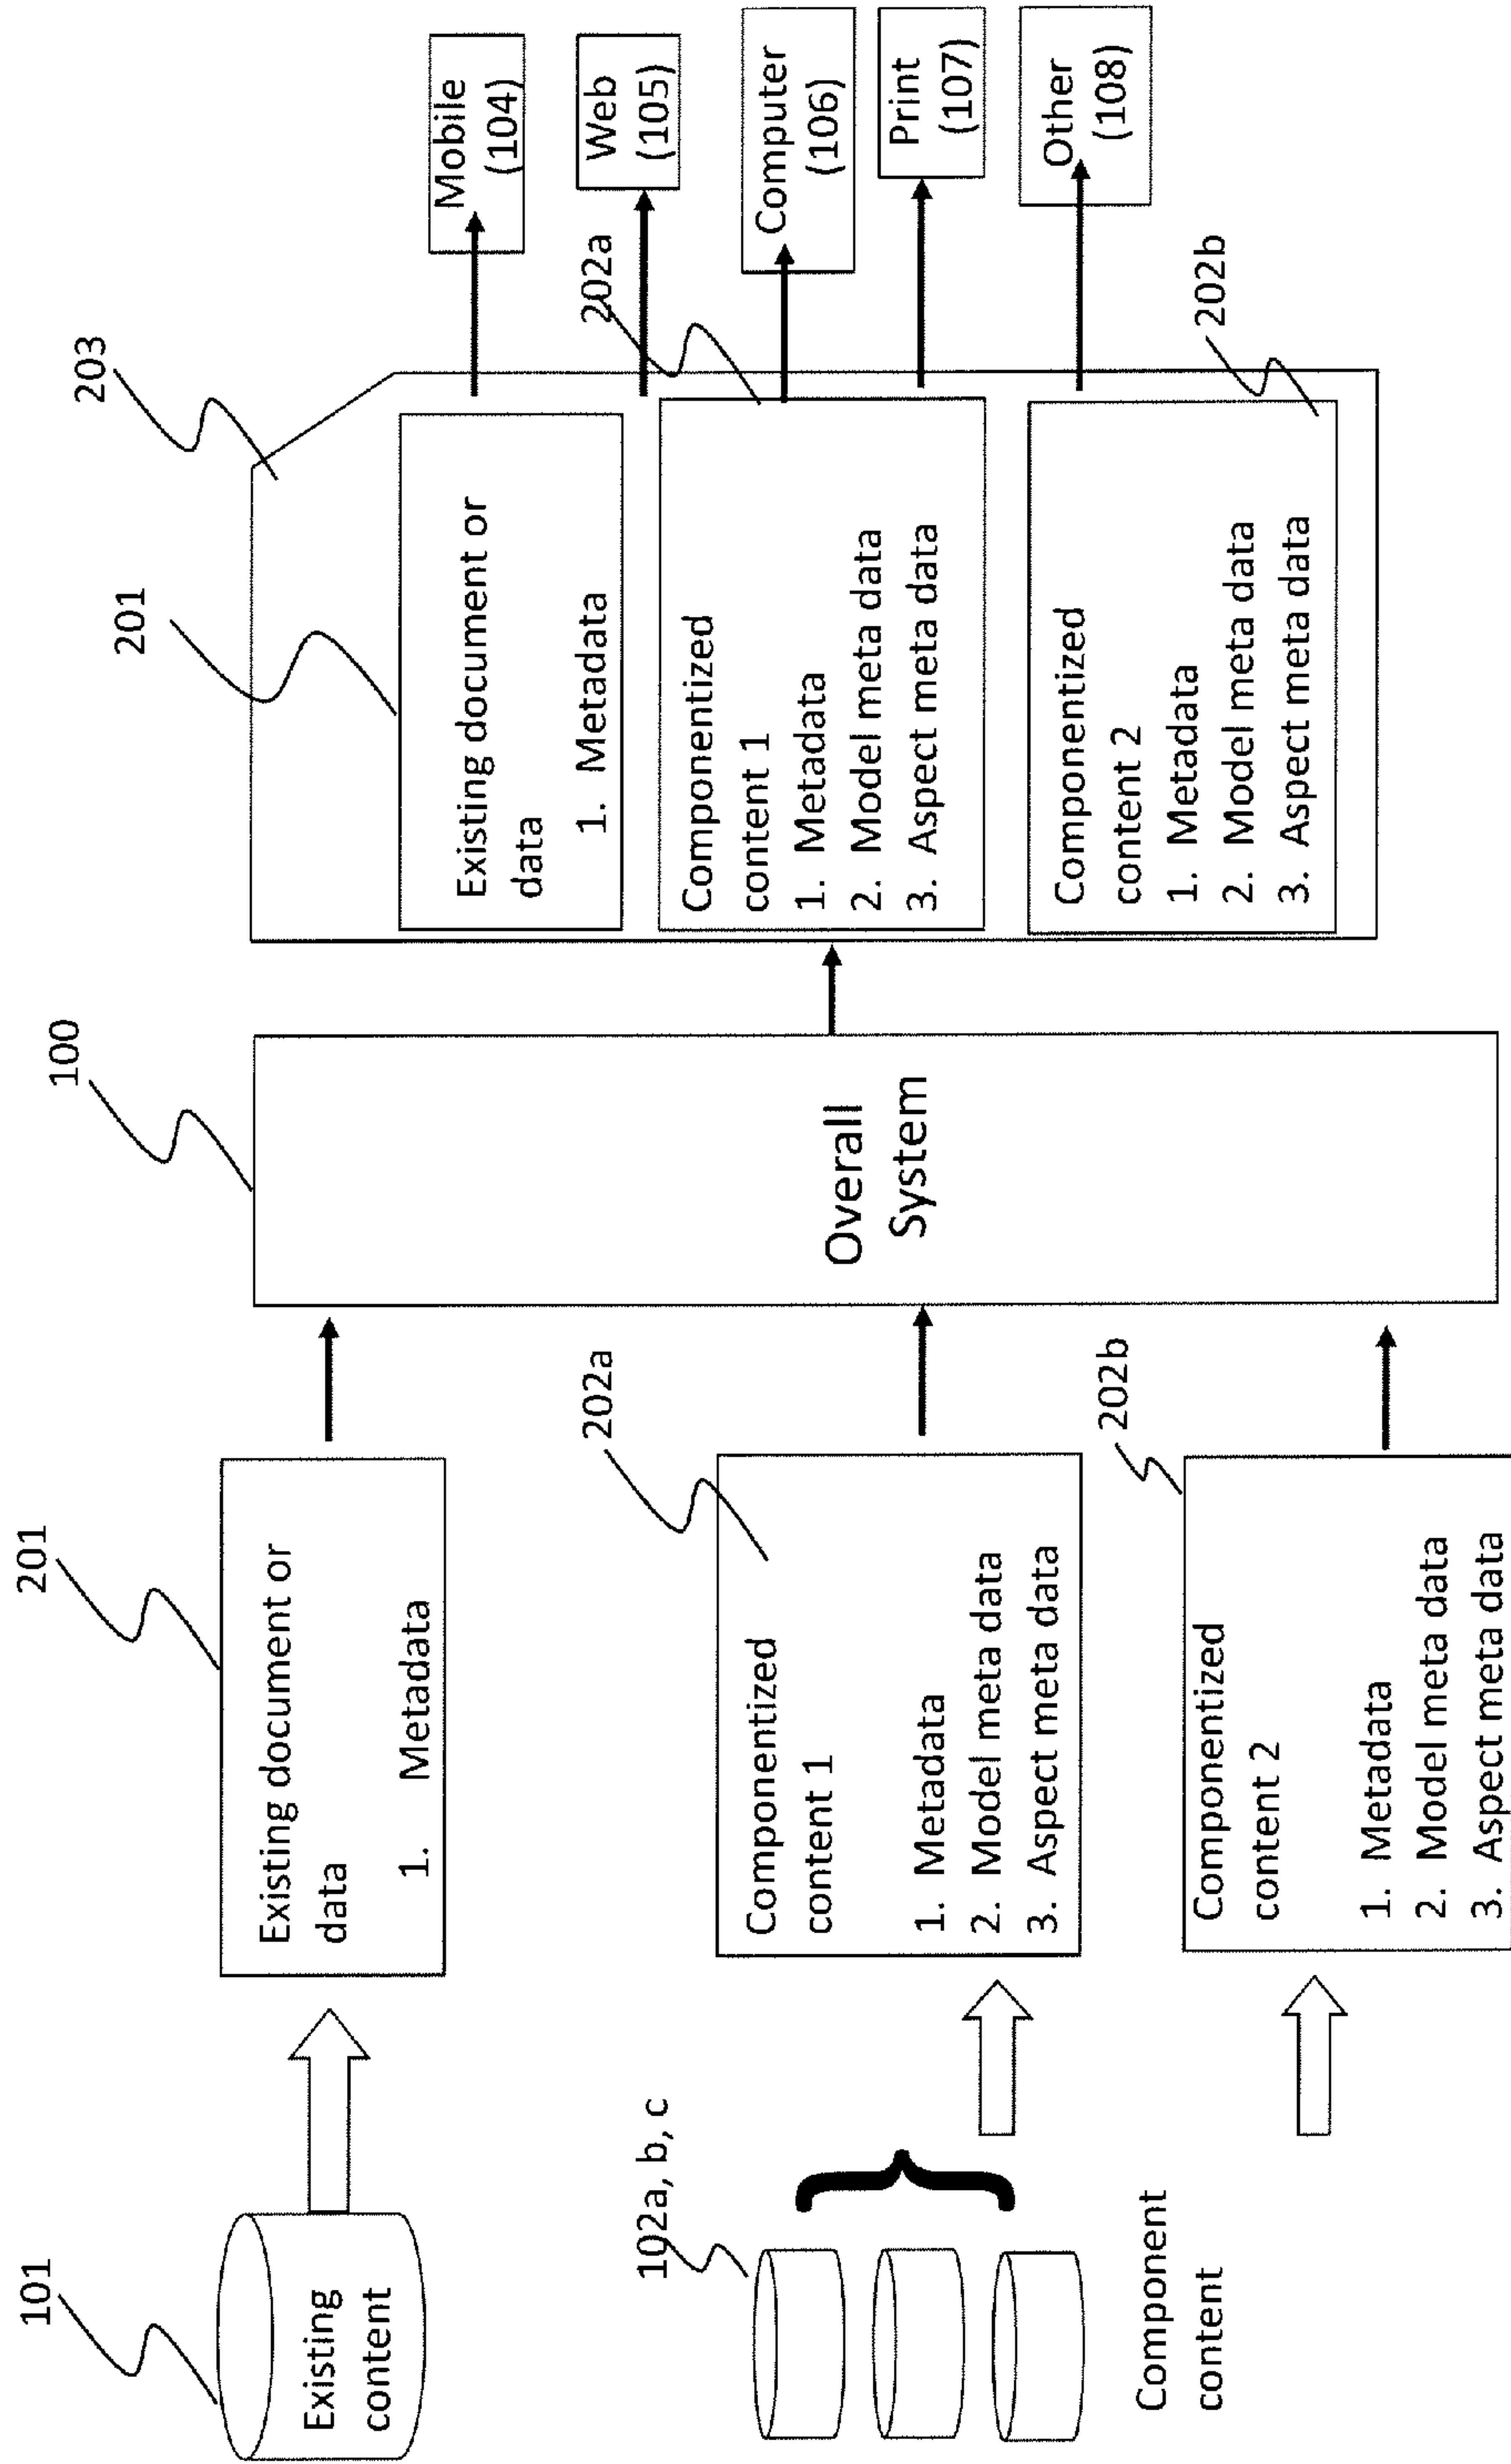 101
Existing
content
201
Existing document or
data
1. Metadata
100
Overall
System
201
203
Existing document or
data
1. Metadata
Componentized
content 1
1. Metadata
2. Model meta data
3. Aspect meta data
202a
Componentized
content 2
1. Metadata
2. Model meta data
3. Aspect meta data
202b
Mobile
(104)
Web
(105)
Computer
(106)
Print
(107)
Other
(108)
102a, b, c
Component
content
202a
Componentized
content 1
1. Metadata
2. Model meta data
3. Aspect meta data
202b
Componentized
content 2
1. Metadata
2. Model meta data
3. Aspect meta data